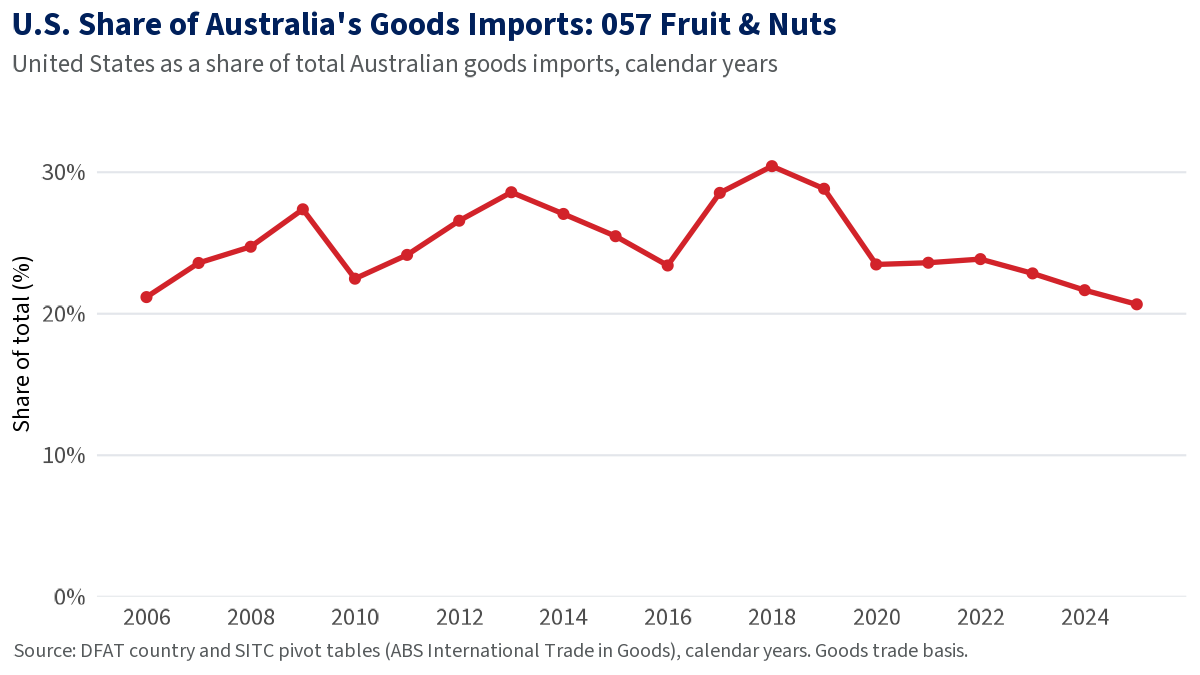 U.S. Share of Australia's Goods Imports: 057 Fruit & Nuts
United States as a share of total Australian goods imports, calendar years
Share of total (%)
30%
20%
10%
0%
2006 2008 2010 2012 2014 2016 2018 2020 2022 2024
Source: DFAT country and SITC pivot tables (ABS International Trade in Goods), calendar years. Goods trade basis.